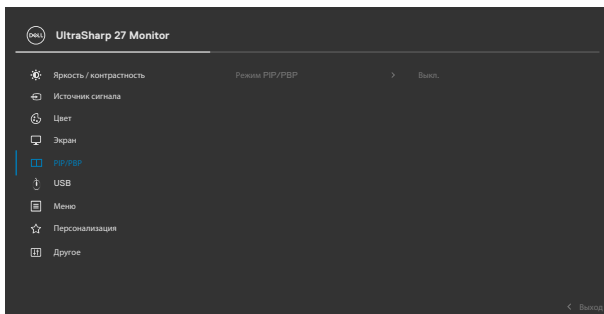 DELL UltraSharp 27 Monitor
Яркость / контрастность Режим PIP/PBP > Выкл.
Источник сигнала
Цвет
Экран
PIP/PBP
USB
Меню
Персонализация
Другое
< Выход